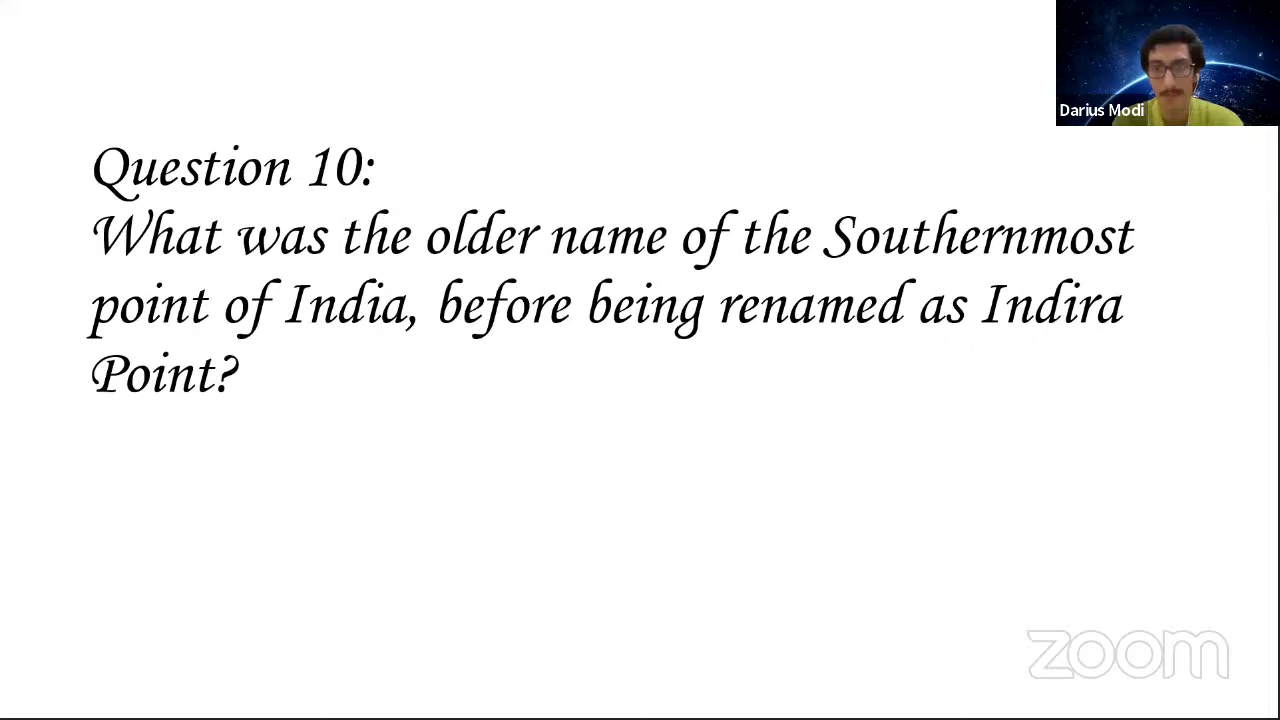 Darius Modi
Question 10:
What was the older name of the Southernmost
point of India, before being renamed as Indira
Point?
zoom